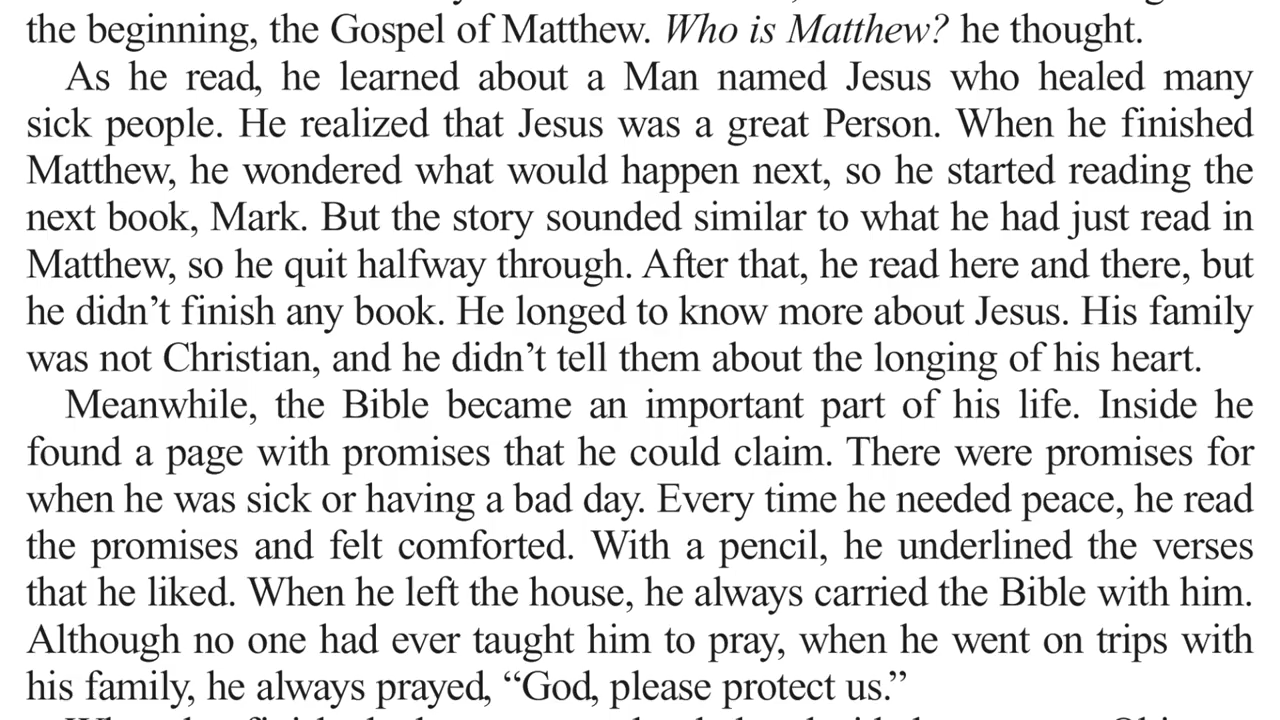 the beginning, the Gospel of Matthew. Who is Matthew? he thought.
As he read, he learned about a Man named Jesus who healed many
sick people. He realized that Jesus was a great Person. When he finished
Matthew, he wondered what would happen next, so he started reading the
next book, Mark. But the story sounded similar to what he had just read in
Matthew, so he quit halfway through. After that, he read here and there, but
he didn’t finish any book. He longed to know more about Jesus. His family
was not Christian, and he didn’t tell them about the longing of his heart.
Meanwhile, the Bible became an important part of his life. Inside he
found a page with promises that he could claim. There were promises for
when he was sick or having a bad day. Every time he needed peace, he read
the promises and felt comforted. With a pencil, he underlined the verses
that he liked. When he left the house, he always carried the Bible with him.
Although no one had ever taught him to pray, when he went on trips with
his family, he always prayed, “God, please protect us.”